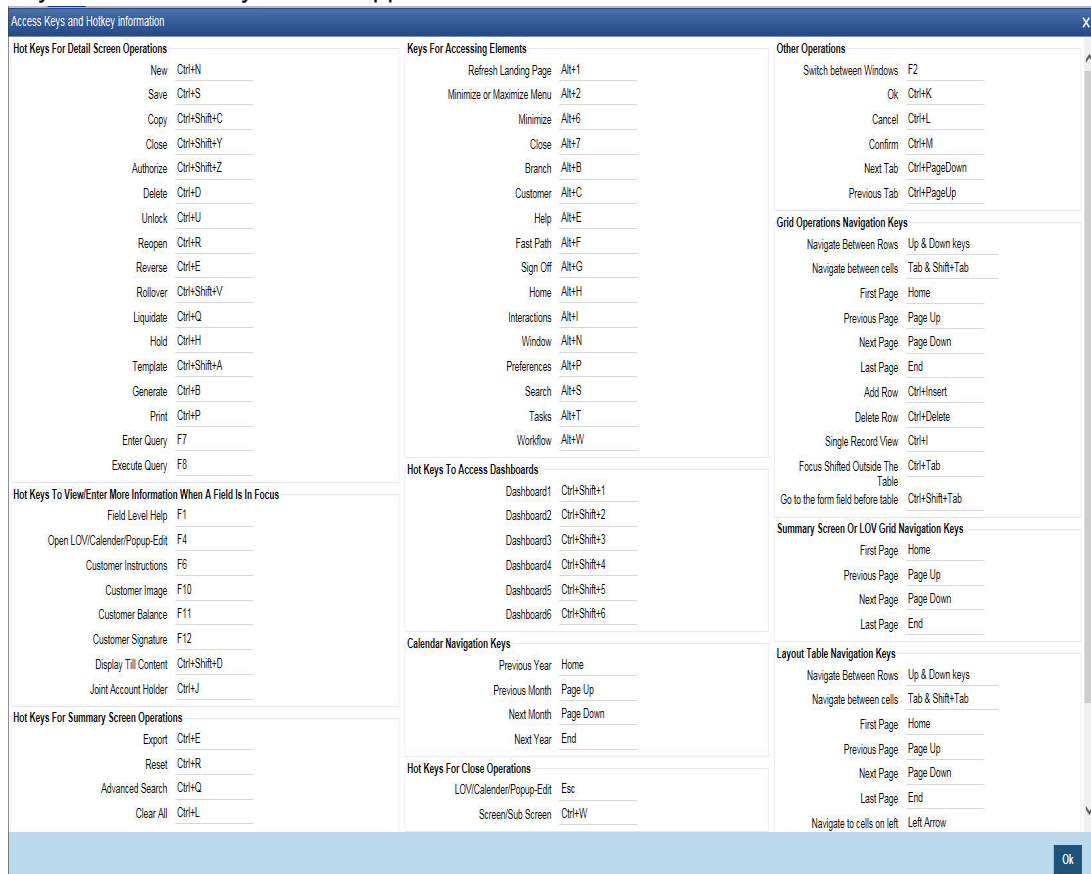 Access Keys and Hotkey information X
Hot Keys For Detail Screen Operations
New Ctrl+N
Save Ctrl+S
Copy Ctrl+Shift+C
Close Ctrl+Shift+Y
Authorize Ctrl+Shift+Z
Delete Ctrl+D
Unlock Ctrl+U
Reopen Ctrl+R
Reverse Ctrl+E
Rollover Ctrl+Shift+V
Liquidate Ctrl+Q
Hold Ctrl+H
Template Ctrl+Shift+A
Generate Ctrl+B
Print Ctrl+P
Enter Query F7
Execute Query F8
Hot Keys To View/Enter More Information When A Field Is In Focus
Field Level Help F1
Open LOV/Calender/Popup-Edit F4
Customer Instructions F6
Customer Image F10
Customer Balance F11
Customer Signature F12
Display Till Content Ctrl+Shift+D
Joint Account Holder Ctrl+J
Hot Keys For Summary Screen Operations
Export Ctrl+E
Reset Ctrl+R
Advanced Search Ctrl+Q
Clear All Ctrl+L
Keys For Accessing Elements
Refresh Landing Page Alt+1
Minimize or Maximize Menu Alt+2
Minimize Alt+6
Close Alt+7
Branch Alt+B
Customer Alt+C
Help Alt+E
Fast Path Alt+F
Sign Off Alt+G
Home Alt+H
Interactions Alt+I
Window Alt+N
Preferences Alt+P
Search Alt+S
Tasks Alt+T
Workflow Alt+W
Hot Keys To Access Dashboards
Dashboard1 Ctrl+Shift+1
Dashboard2 Ctrl+Shift+2
Dashboard3 Ctrl+Shift+3
Dashboard4 Ctrl+Shift+4
Dashboard5 Ctrl+Shift+5
Dashboard6 Ctrl+Shift+6
Calendar Navigation Keys
Previous Year Home
Previous Month Page Up
Next Month Page Down
Next Year End
Hot Keys For Close Operations
LOV/Calender/Popup-Edit Esc
Screen/Sub Screen Ctrl+W
Other Operations
Switch between Windows F2
Ok Ctrl+K
Cancel Ctrl+L
Confirm Ctrl+M
Next Tab Ctrl+PageDown
Previous Tab Ctrl+PageUp
Grid Operations Navigation Keys
Navigate Between Rows Up & Down keys
Navigate between cells Tab & Shift+Tab
First Page Home
Previous Page Page Up
Next Page Page Down
Last Page End
Add Row Ctrl+Insert
Delete Row Ctrl+Delete
Single Record View Ctrl+I
Focus Shifted Outside The Ctrl+Tab
Table
Go to the form field before table Ctrl+Shift+Tab
Summary Screen Or LOV Grid Navigation Keys
First Page Home
Previous Page Page Up
Next Page Page Down
Last Page End
Layout Table Navigation Keys
Navigate Between Rows Up & Down keys
Navigate between cells Tab & Shift+Tab
First Page Home
Previous Page Page Up
Next Page Page Down
Last Page End
Navigate to cells on left Left Arrow
Ok